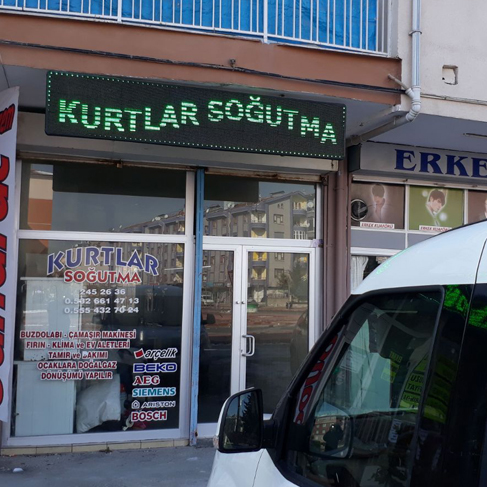 KURTLAR SOĞUTMA
ERKE
KURTLAR
SOĞUTMA
245 26 36
0.532 661 47 13
0.555 432 70 24
BUZDOLABI - ÇAMAŞIR MAKİNESİ
FIRIN - KLİMA ve EV ALETLERİ
TAMİR ve BAKIMI
OCAKLARA DOĞALGAZ
DÖNÜŞÜMÜ YAPILIR
arçelik
BEKO
AEG
SIEMENS
ARISTON
BOSCH